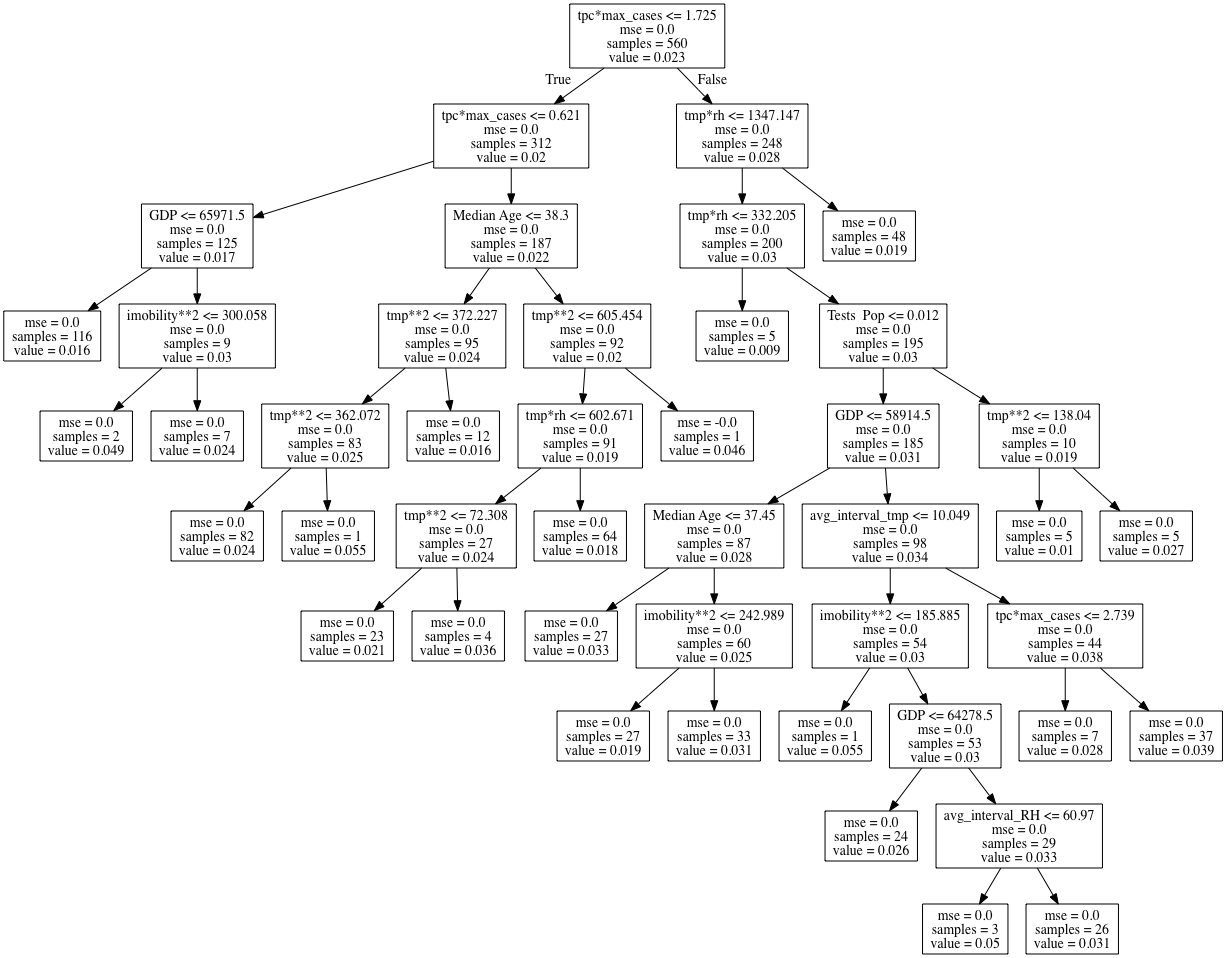 tpc*max_cases <= 1.725
mse = 0.0
samples = 560
value = 0.023
True
False
tpc*max_cases <= 0.621
mse = 0.0
samples = 312
value = 0.02
tmp*rh <= 1347.147
mse = 0.0
samples = 248
value = 0.028
GDP <= 65971.5
mse = 0.0
samples = 125
value = 0.017
Median Age <= 38.3
mse = 0.0
samples = 187
value = 0.022
tmp*rh <= 332.205
mse = 0.0
samples = 200
value = 0.03
mse = 0.0
samples = 48
value = 0.019
mse = 0.0
samples = 116
value = 0.016
imobility**2 <= 300.058
mse = 0.0
samples = 9
value = 0.03
tmp**2 <= 372.227
mse = 0.0
samples = 95
value = 0.024
tmp**2 <= 605.454
mse = 0.0
samples = 92
value = 0.02
mse = 0.0
samples = 5
value = 0.009
Tests  Pop <= 0.012
mse = 0.0
samples = 195
value = 0.03
mse = 0.0
samples = 2
value = 0.049
mse = 0.0
samples = 7
value = 0.024
tmp**2 <= 362.072
mse = 0.0
samples = 83
value = 0.025
mse = 0.0
samples = 12
value = 0.016
tmp*rh <= 602.671
mse = 0.0
samples = 91
value = 0.019
mse = -0.0
samples = 1
value = 0.046
GDP <= 58914.5
mse = 0.0
samples = 185
value = 0.031
tmp**2 <= 138.04
mse = 0.0
samples = 10
value = 0.019
mse = 0.0
samples = 82
value = 0.024
mse = 0.0
samples = 1
value = 0.055
tmp**2 <= 72.308
mse = 0.0
samples = 27
value = 0.024
mse = 0.0
samples = 64
value = 0.018
Median Age <= 37.45
mse = 0.0
samples = 87
value = 0.028
avg_interval_tmp <= 10.049
mse = 0.0
samples = 98
value = 0.034
mse = 0.0
samples = 5
value = 0.01
mse = 0.0
samples = 5
value = 0.027
mse = 0.0
samples = 23
value = 0.021
mse = 0.0
samples = 4
value = 0.036
mse = 0.0
samples = 27
value = 0.033
imobility**2 <= 242.989
mse = 0.0
samples = 60
value = 0.025
imobility**2 <= 185.885
mse = 0.0
samples = 54
value = 0.03
tpc*max_cases <= 2.739
mse = 0.0
samples = 44
value = 0.038
mse = 0.0
samples = 27
value = 0.019
mse = 0.0
samples = 33
value = 0.031
mse = 0.0
samples = 1
value = 0.055
GDP <= 64278.5
mse = 0.0
samples = 53
value = 0.03
mse = 0.0
samples = 7
value = 0.028
mse = 0.0
samples = 37
value = 0.039
mse = 0.0
samples = 24
value = 0.026
avg_interval_RH <= 60.97
mse = 0.0
samples = 29
value = 0.033
mse = 0.0
samples = 3
value = 0.05
mse = 0.0
samples = 26
value = 0.031